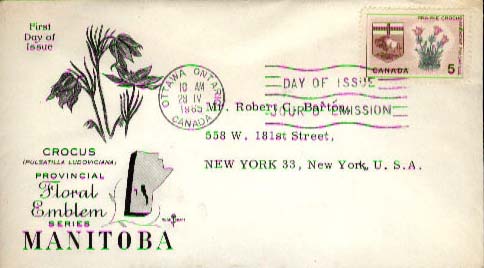 First
Day of
Issue
PRAIRIE CROCUS
CANADA 5
OTTAWA ONTARIO
10 AM
28 IV
1965
CANADA
DAY OF ISSUE
JOUR D'EMISSION
Mr. Robert C. Barton,
558 W. 181st Street,
NEW YORK 33, New York, U. S. A.
CROCUS
(PULSATILLA LUDOVICIANA)
PROVINCIAL
Floral
Emblem
SERIES
MANITOBA